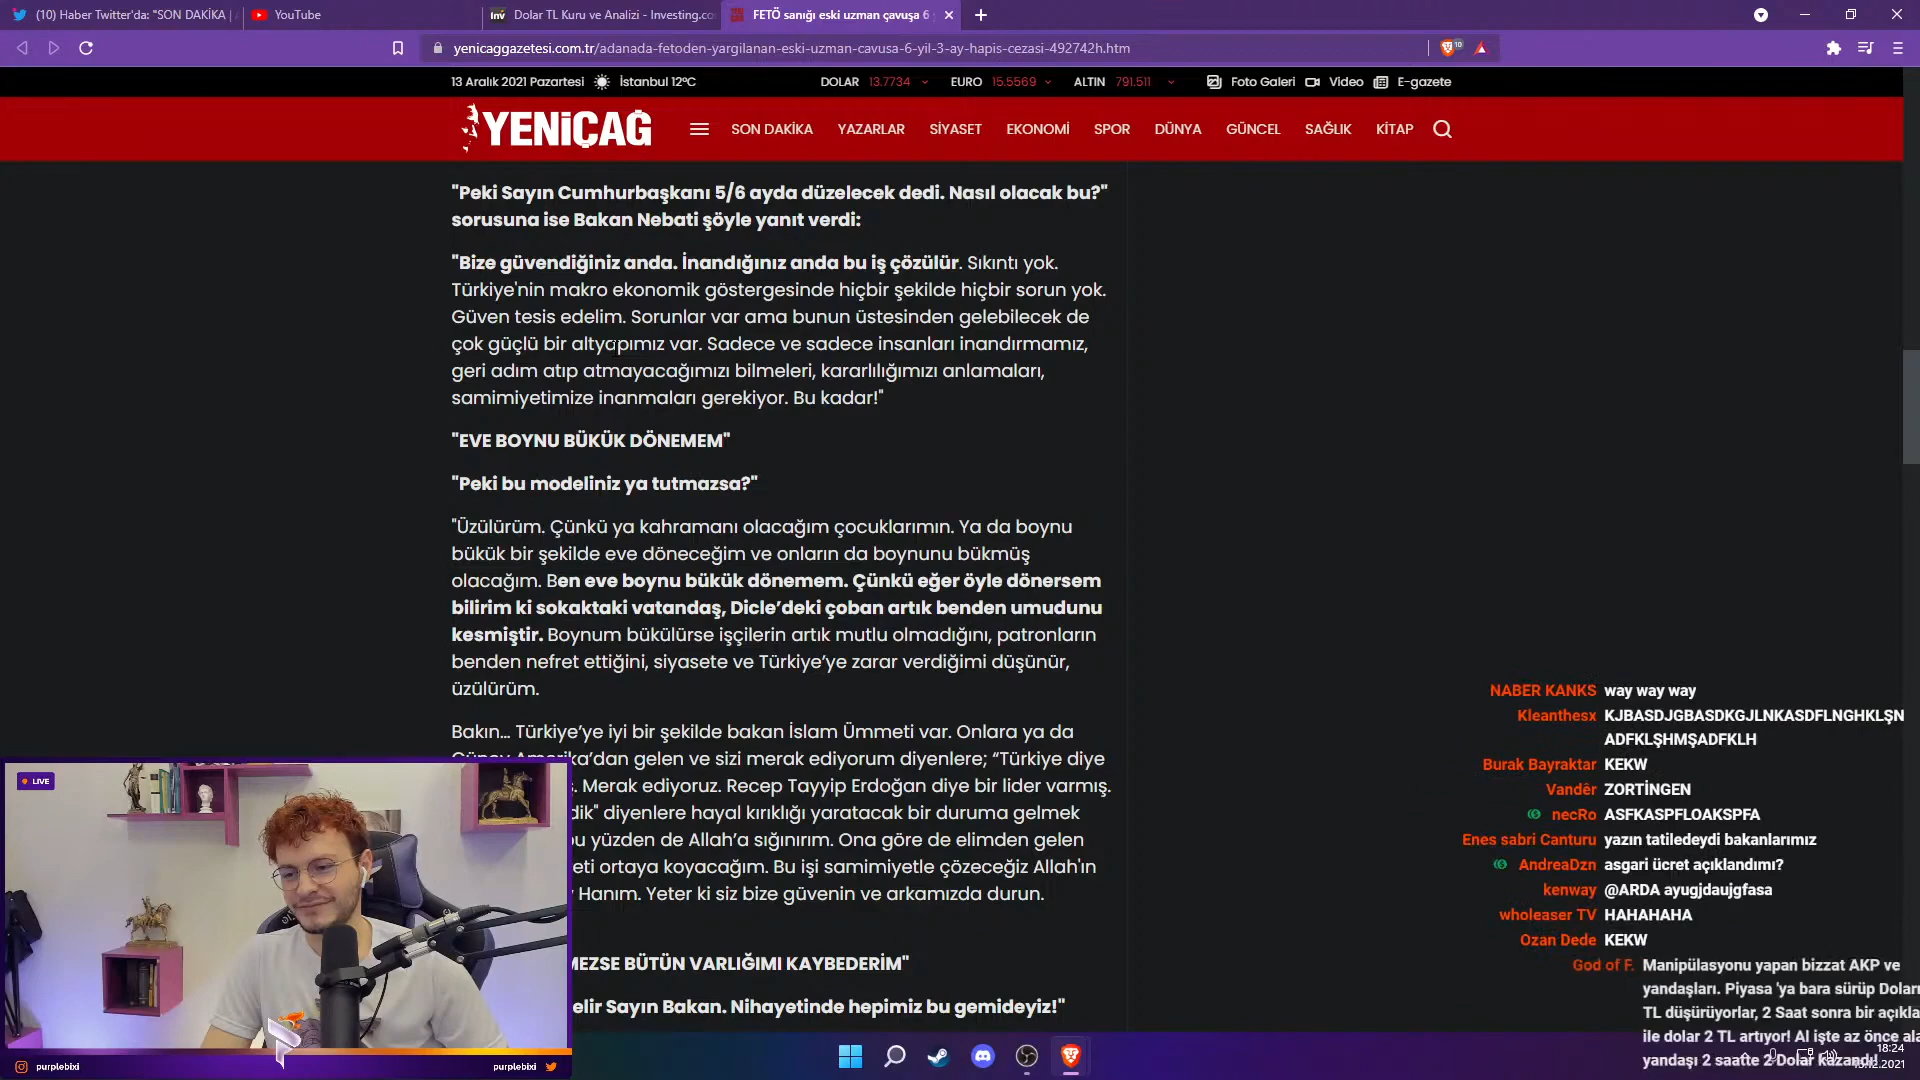 (10) Haber Twitter'da: "SON DAKİKA |
YouTube
Dolar TL Kuru ve Analizi - Investing.co
FETÖ sanığı eski uzman çavuşa 6
yenicaggazetesi.com.tr/adanada-fetoden-yargilanan-eski-uzman-cavusa-6-yil-3-ay-hapis-cezasi-492742h.htm
10
13 Aralık 2021 Pazartesi İstanbul 12°C DOLAR 13.7734 EURO 15.5569 ALTIN 791.511 Foto Galeri Video E-gazete
YENİÇAĞ SON DAKİKA YAZARLAR SİYASET EKONOMİ SPOR DÜNYA GÜNCEL SAĞLIK KİTAP
"Peki Sayın Cumhurbaşkanı 5/6 ayda düzelecek dedi. Nasıl olacak bu?"
sorusuna ise Bakan Nebati şöyle yanıt verdi:
"Bize güvendiğiniz anda. İnandığınız anda bu iş çözülür. Sıkıntı yok.
Türkiye'nin makro ekonomik göstergesinde hiçbir şekilde hiçbir sorun yok.
Güven tesis edelim. Sorunlar var ama bunun üstesinden gelebilecek de
çok güçlü bir altyapımız var. Sadece ve sadece insanları inandırmamız,
geri adım atıp atmayacağımızı bilmeleri, kararlılığımızı anlamaları,
samimiyetimize inanmaları gerekiyor. Bu kadar!"
"EVE BOYNU BÜKÜK DÖNEMEM"
"Peki bu modeliniz ya tutmazsa?"
"Üzülürüm. Çünkü ya kahramanı olacağım çocuklarımın. Ya da boynu
bükük bir şekilde eve döneceğim ve onların da boynunu bükmüş
olacağım. Ben eve boynu bükük dönemem. Çünkü eğer öyle dönersem
bilirim ki sokaktaki vatandaş, Dicle’deki çoban artık benden umudunu
kesmiştir. Boynum bükülürse işçilerin artık mutlu olmadığını, patronların
benden nefret ettiğini, siyasete ve Türkiye’ye zarar verdiğimi düşünür,
üzülürüm.
Bakın… Türkiye’ye iyi bir şekilde bakan İslam Ümmeti var. Onlara ya da
Güney Amerika’dan gelen ve sizi merak ediyorum diyenlere; “Türkiye diye
. Merak ediyoruz. Recep Tayyip Erdoğan diye bir lider varmış.
dik" diyenlere hayal kırıklığı yaratacak bir duruma gelmek
bu yüzden de Allah’a sığınırım. Ona göre de elimden gelen
eti ortaya koyacağım. Bu işi samimiyetle çözeceğiz Allah'ın
Hanım. Yeter ki siz bize güvenin ve arkamızda durun.
MEZSE BÜTÜN VARLIĞIMI KAYBEDERİM"
elir Sayın Bakan. Nihayetinde hepimiz bu gemideyiz!"
NABER KANKS way way way
Kleanthesx KJBASDJGBASDKGJLNKASDFLNGHKLŞN
ADFKLŞHMŞADFKLH
Burak Bayraktar KEKW
Vandêr ZORTİNGEN
necRo ASFKASPFLOAKSPFA
Enes sabri Canturu yazın tatiledeydi bakanlarımız
AndreaDzn asgari ücret açıklandımı?
kenway @ARDA ayugjdaujgfasa
wholeaser TV HAHAHAHA
Ozan Dede KEKW
God of F. Manipülasyonu yapan bizzat AKP ve
yandaşları. Piyasa 'ya bara sürüp Doları
TL düşürüyorlar, 2 Saat sonra bir açıkla
ile dolar 2 TL artıyor! Al işte az önce ala
yandaşı 2 saatte 2 Dolar kazandı!
LIVE
purplebixi
purplebixi
18:24